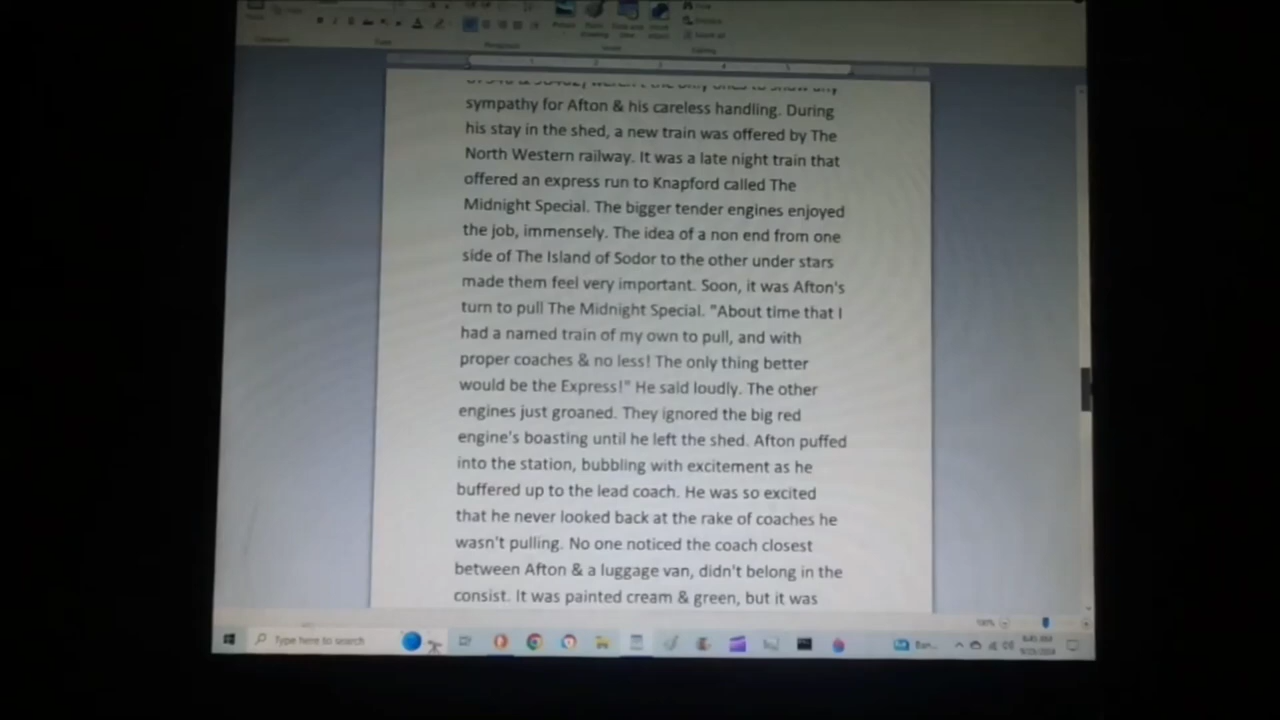 sympathy for Afton & his careless handling. During
his stay in the shed, a new train was offered by The
North Western railway. It was a late night train that
offered an express run to Knapford called The
Midnight Special. The bigger tender engines enjoyed
the job, immensely. The idea of a non end from one
side of The Island of Sodor to the other under stars
made them feel very important. Soon, it was Afton's
turn to pull The Midnight Special. "About time that I
had a named train of my own to pull, and with
proper coaches & no less! The only thing better
would be the Express!" He said loudly. The other
engines just groaned. They ignored the big red
engine's boasting until he left the shed. Afton puffed
into the station, bubbling with excitement as he
buffered up to the lead coach. He was so excited
that he never looked back at the rake of coaches he
wasn't pulling. No one noticed the coach closest
between Afton & a luggage van, didn't belong in the
consist. It was painted cream & green, but it was
100%
Type here to search
Ban...